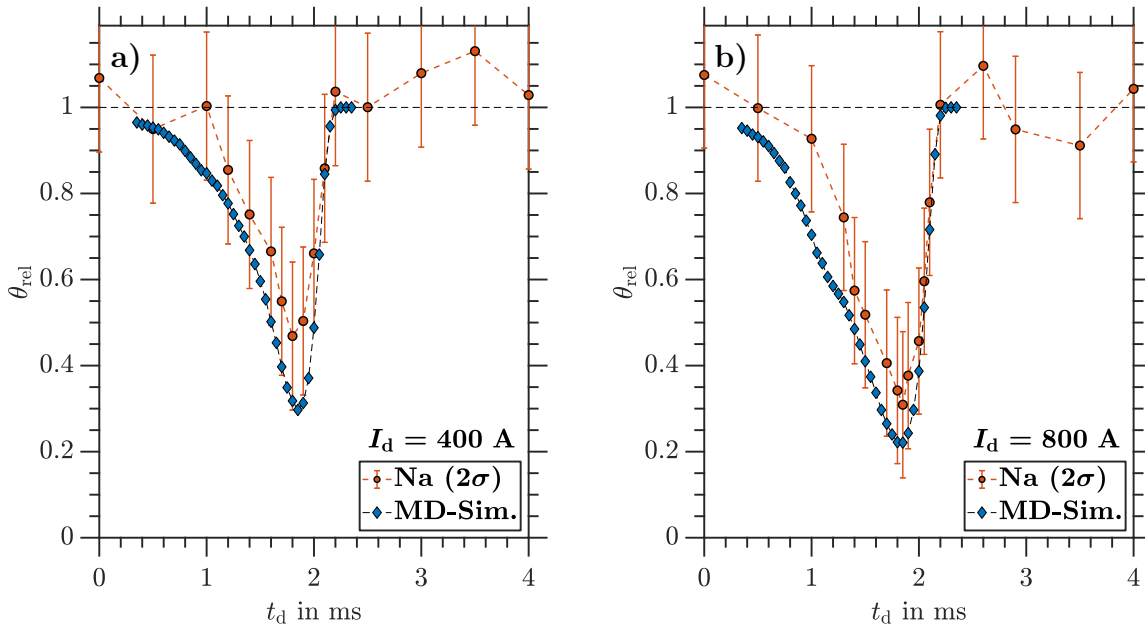 a)
1
0.8
0.6
0.4
0.2
0
θrel
Id = 400 A
Na (2σ)
MD-Sim.
0 1 2 3 4
td in ms
b)
1
0.8
0.6
0.4
0.2
0
θrel
Id = 800 A
Na (2σ)
MD-Sim.
0 1 2 3 4
td in ms